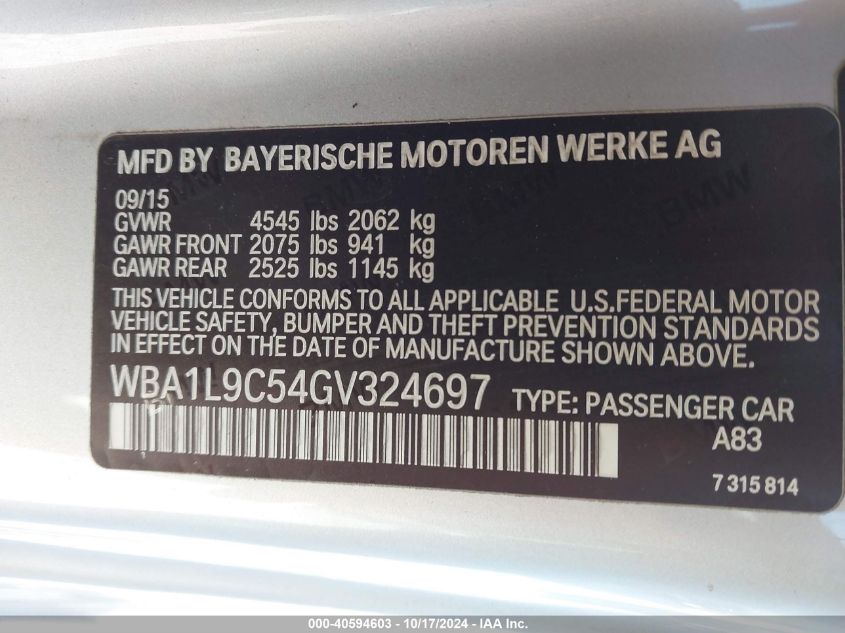 MFD BY BAYERISCHE MOTOREN WERKE AG
09/15
GVWR 4545 lbs 2062 kg
GAWR FRONT 2075 lbs 941 kg
GAWR REAR 2525 lbs 1145 kg
THIS VEHICLE CONFORMS TO ALL APPLICABLE U.S.FEDERAL MOTOR
VEHICLE SAFETY, BUMPER AND THEFT PREVENTION STANDARDS
IN EFFECT ON THE DATE OF MANUFACTURE SHOWN ABOVE.
WBA1L9C54GV324697 TYPE: PASSENGER CAR
A83
7 315 814
000-40594603 - 10/17/2024 - IAA Inc.